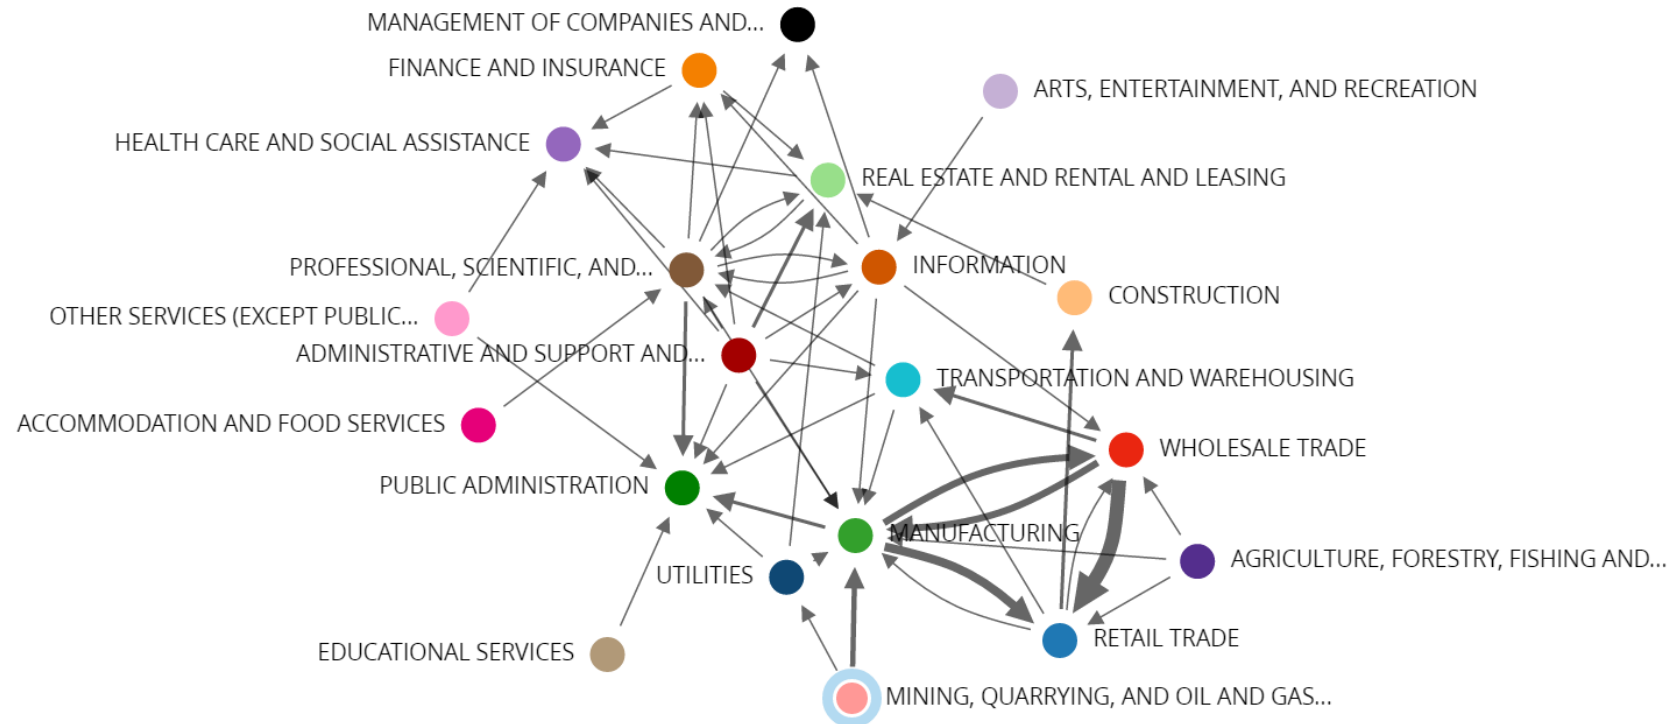 MANAGEMENT OF COMPANIES AND...
FINANCE AND INSURANCE
ARTS, ENTERTAINMENT, AND RECREATION
HEALTH CARE AND SOCIAL ASSISTANCE
REAL ESTATE AND RENTAL AND LEASING
PROFESSIONAL, SCIENTIFIC, AND...
INFORMATION
CONSTRUCTION
OTHER SERVICES (EXCEPT PUBLIC...
ADMINISTRATIVE AND SUPPORT AND...
TRANSPORTATION AND WAREHOUSING
ACCOMMODATION AND FOOD SERVICES
WHOLESALE TRADE
PUBLIC ADMINISTRATION
MANUFACTURING
AGRICULTURE, FORESTRY, FISHING AND...
UTILITIES
RETAIL TRADE
EDUCATIONAL SERVICES
MINING, QUARRYING, AND OIL AND GAS...